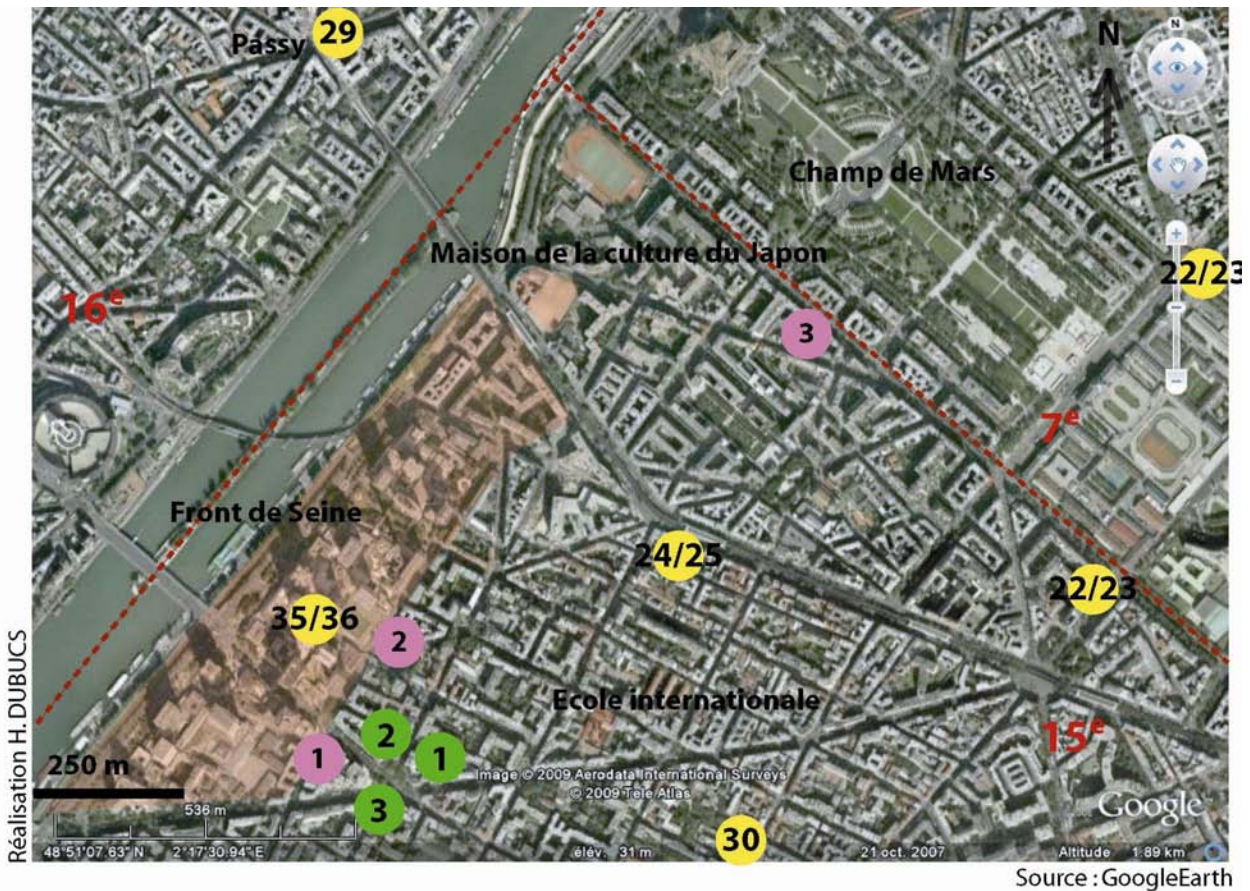 Passy
29
N
N
Champ de Mars
Maison de la culture du Japon
22/23
16e
3
7e
Front de Seine
24/25
22/23
35/36
2
Ecole internationale
2
1
1
15e
250 m
3
Image © 2009 Aerodata International Surveys
© 2009 Tele Atlas
Google
536 m
30
48°51'07.63" N 2°17'30.94" E
élév. 31 m
21 oct. 2007
Altitude 1.89 km
Réalisation H. DUBUCS
Source : GoogleEarth